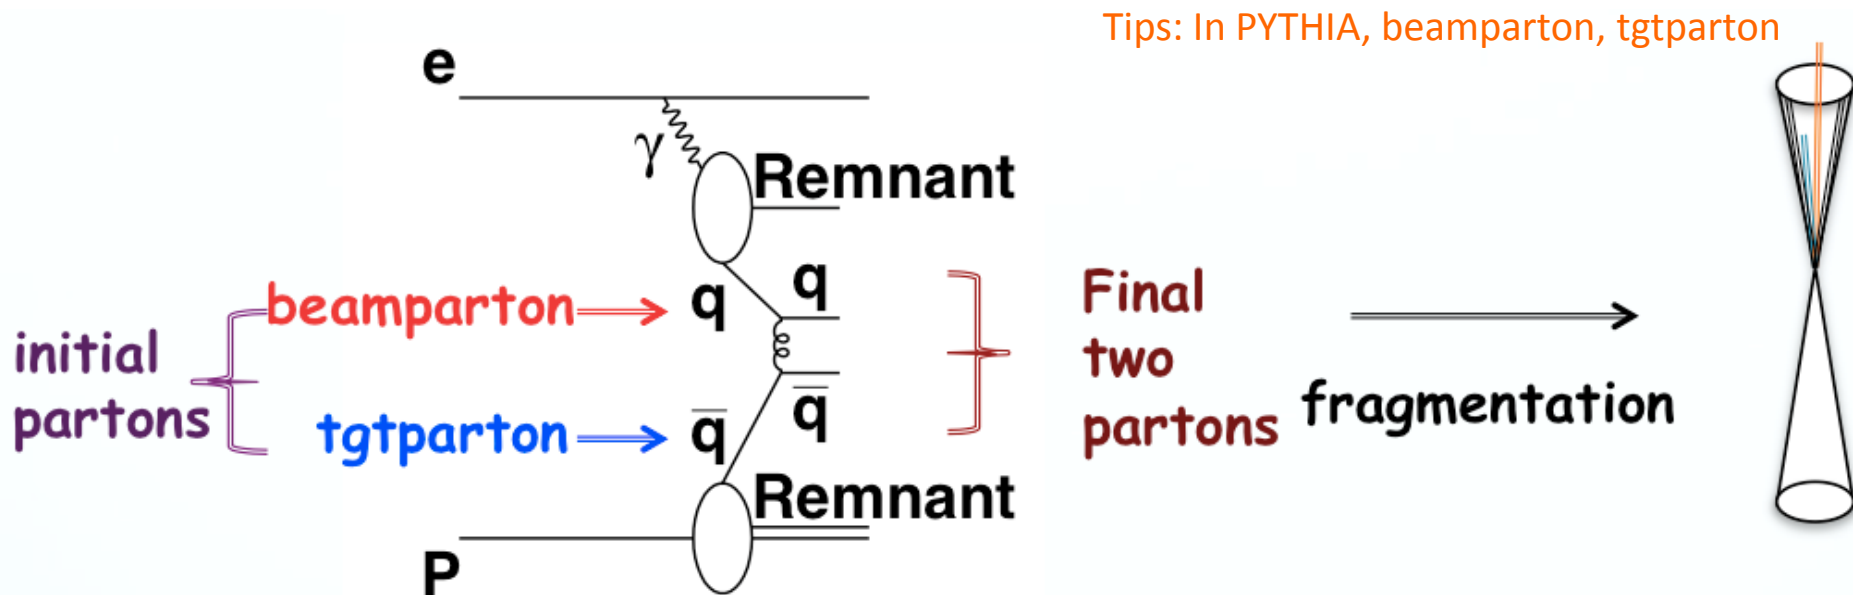 Tips: In PYTHIA, beamparton, tgtparton
e
γ
Remnant
initial
partons
beamparton
q
q
tgtparton
q̅
q̅
Remnant
P
Final
two
partons
fragmentation